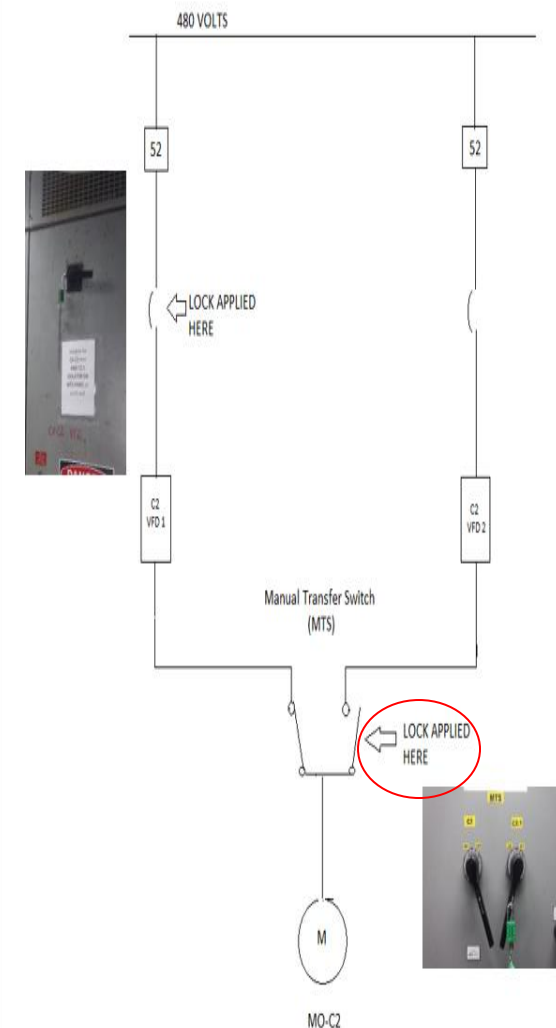 480 VOLTS
52
52
LOCK APPLIED
HERE
C2
VFD 1
C2
VFD 2
Manual Transfer Switch
(MTS)
LOCK APPLIED
HERE
MTS
M
MO-C2